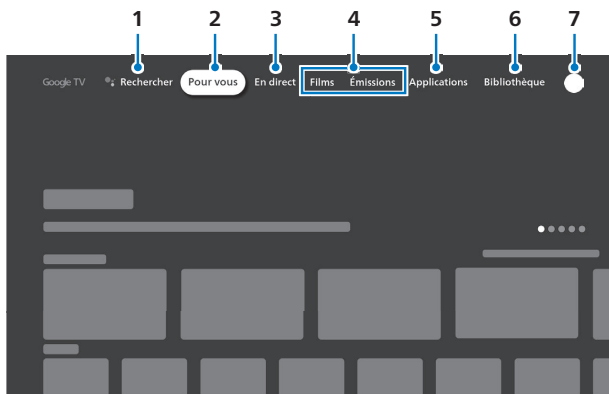 1 2 3 4 5 6 7
Google TV Rechercher Pour vous En direct Films Émissions Applications Bibliothèque